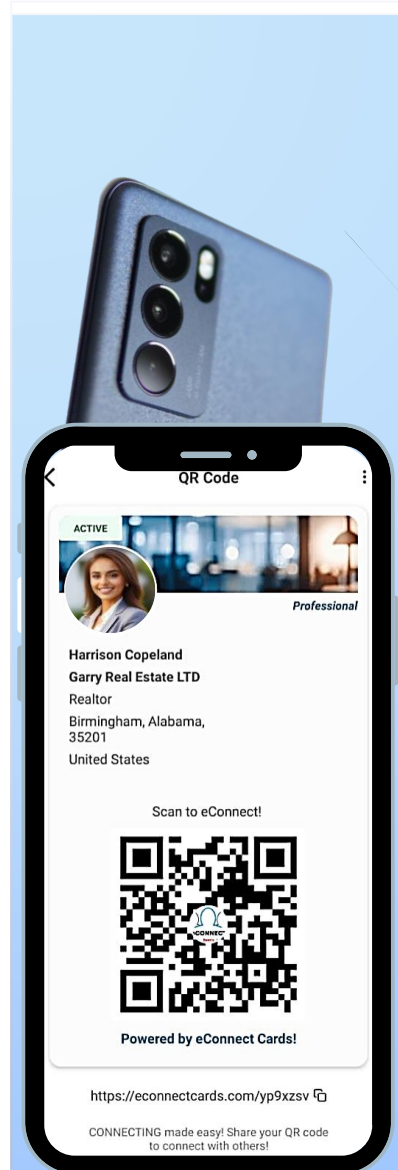 QR Code
ACTIVE
Professional
Harrison Copeland
Garry Real Estate LTD
Realtor
Birmingham, Alabama,
35201
United States
Scan to eConnect!
Powered by eConnect Cards!
https://econnectcards.com/yp9xzsv
CONNECTING made easy! Share your QR code
to connect with others!